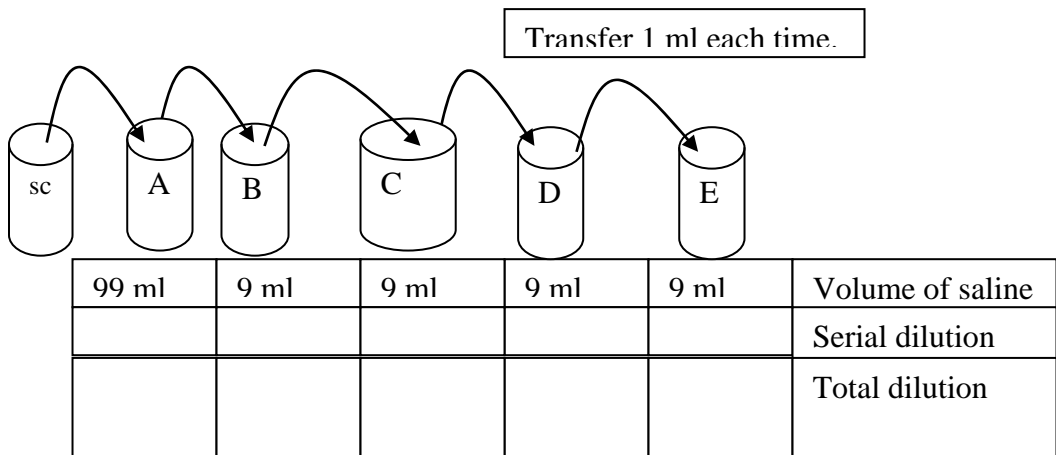 Transfer 1 ml each time.
sc A B C D E
99 ml 9 ml 9 ml 9 ml 9 ml Volume of saline
Serial dilution
Total dilution